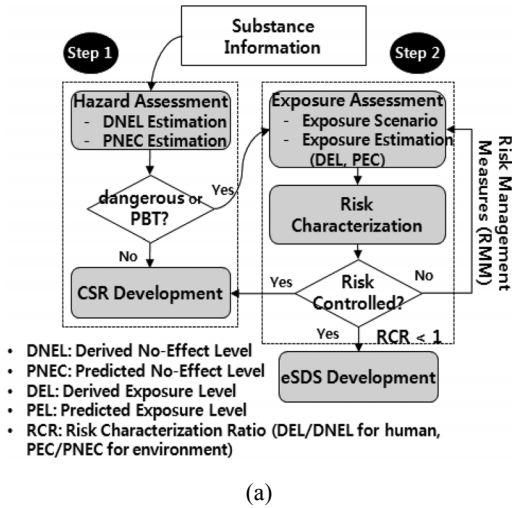 Substance
Information
Step 1
Step 2
Hazard Assessment
- DNEL Estimation
- PNEC Estimation
dangerous or
PBT?
Yes
No
CSR Development
Exposure Assessment
- Exposure Scenario
- Exposure Estimation
(DEL, PEC)
Risk
Characterization
Risk
Controlled?
Yes
No
Yes
RCR < 1
eSDS Development
Risk Management
Measures (RMM)
• DNEL: Derived No-Effect Level
• PNEC: Predicted No-Effect Level
• DEL: Derived Exposure Level
• PEL: Predicted Exposure Level
• RCR: Risk Characterization Ratio (DEL/DNEL for human,
PEC/PNEC for environment)
(a)